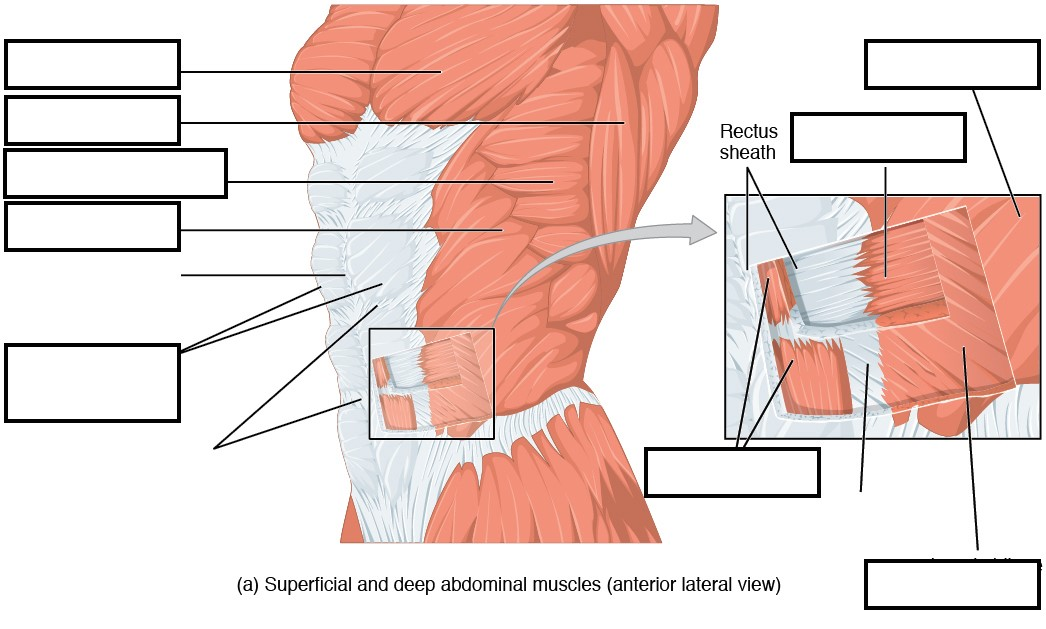 Rectus
sheath
(a) Superficial and deep abdominal muscles (anterior lateral view)